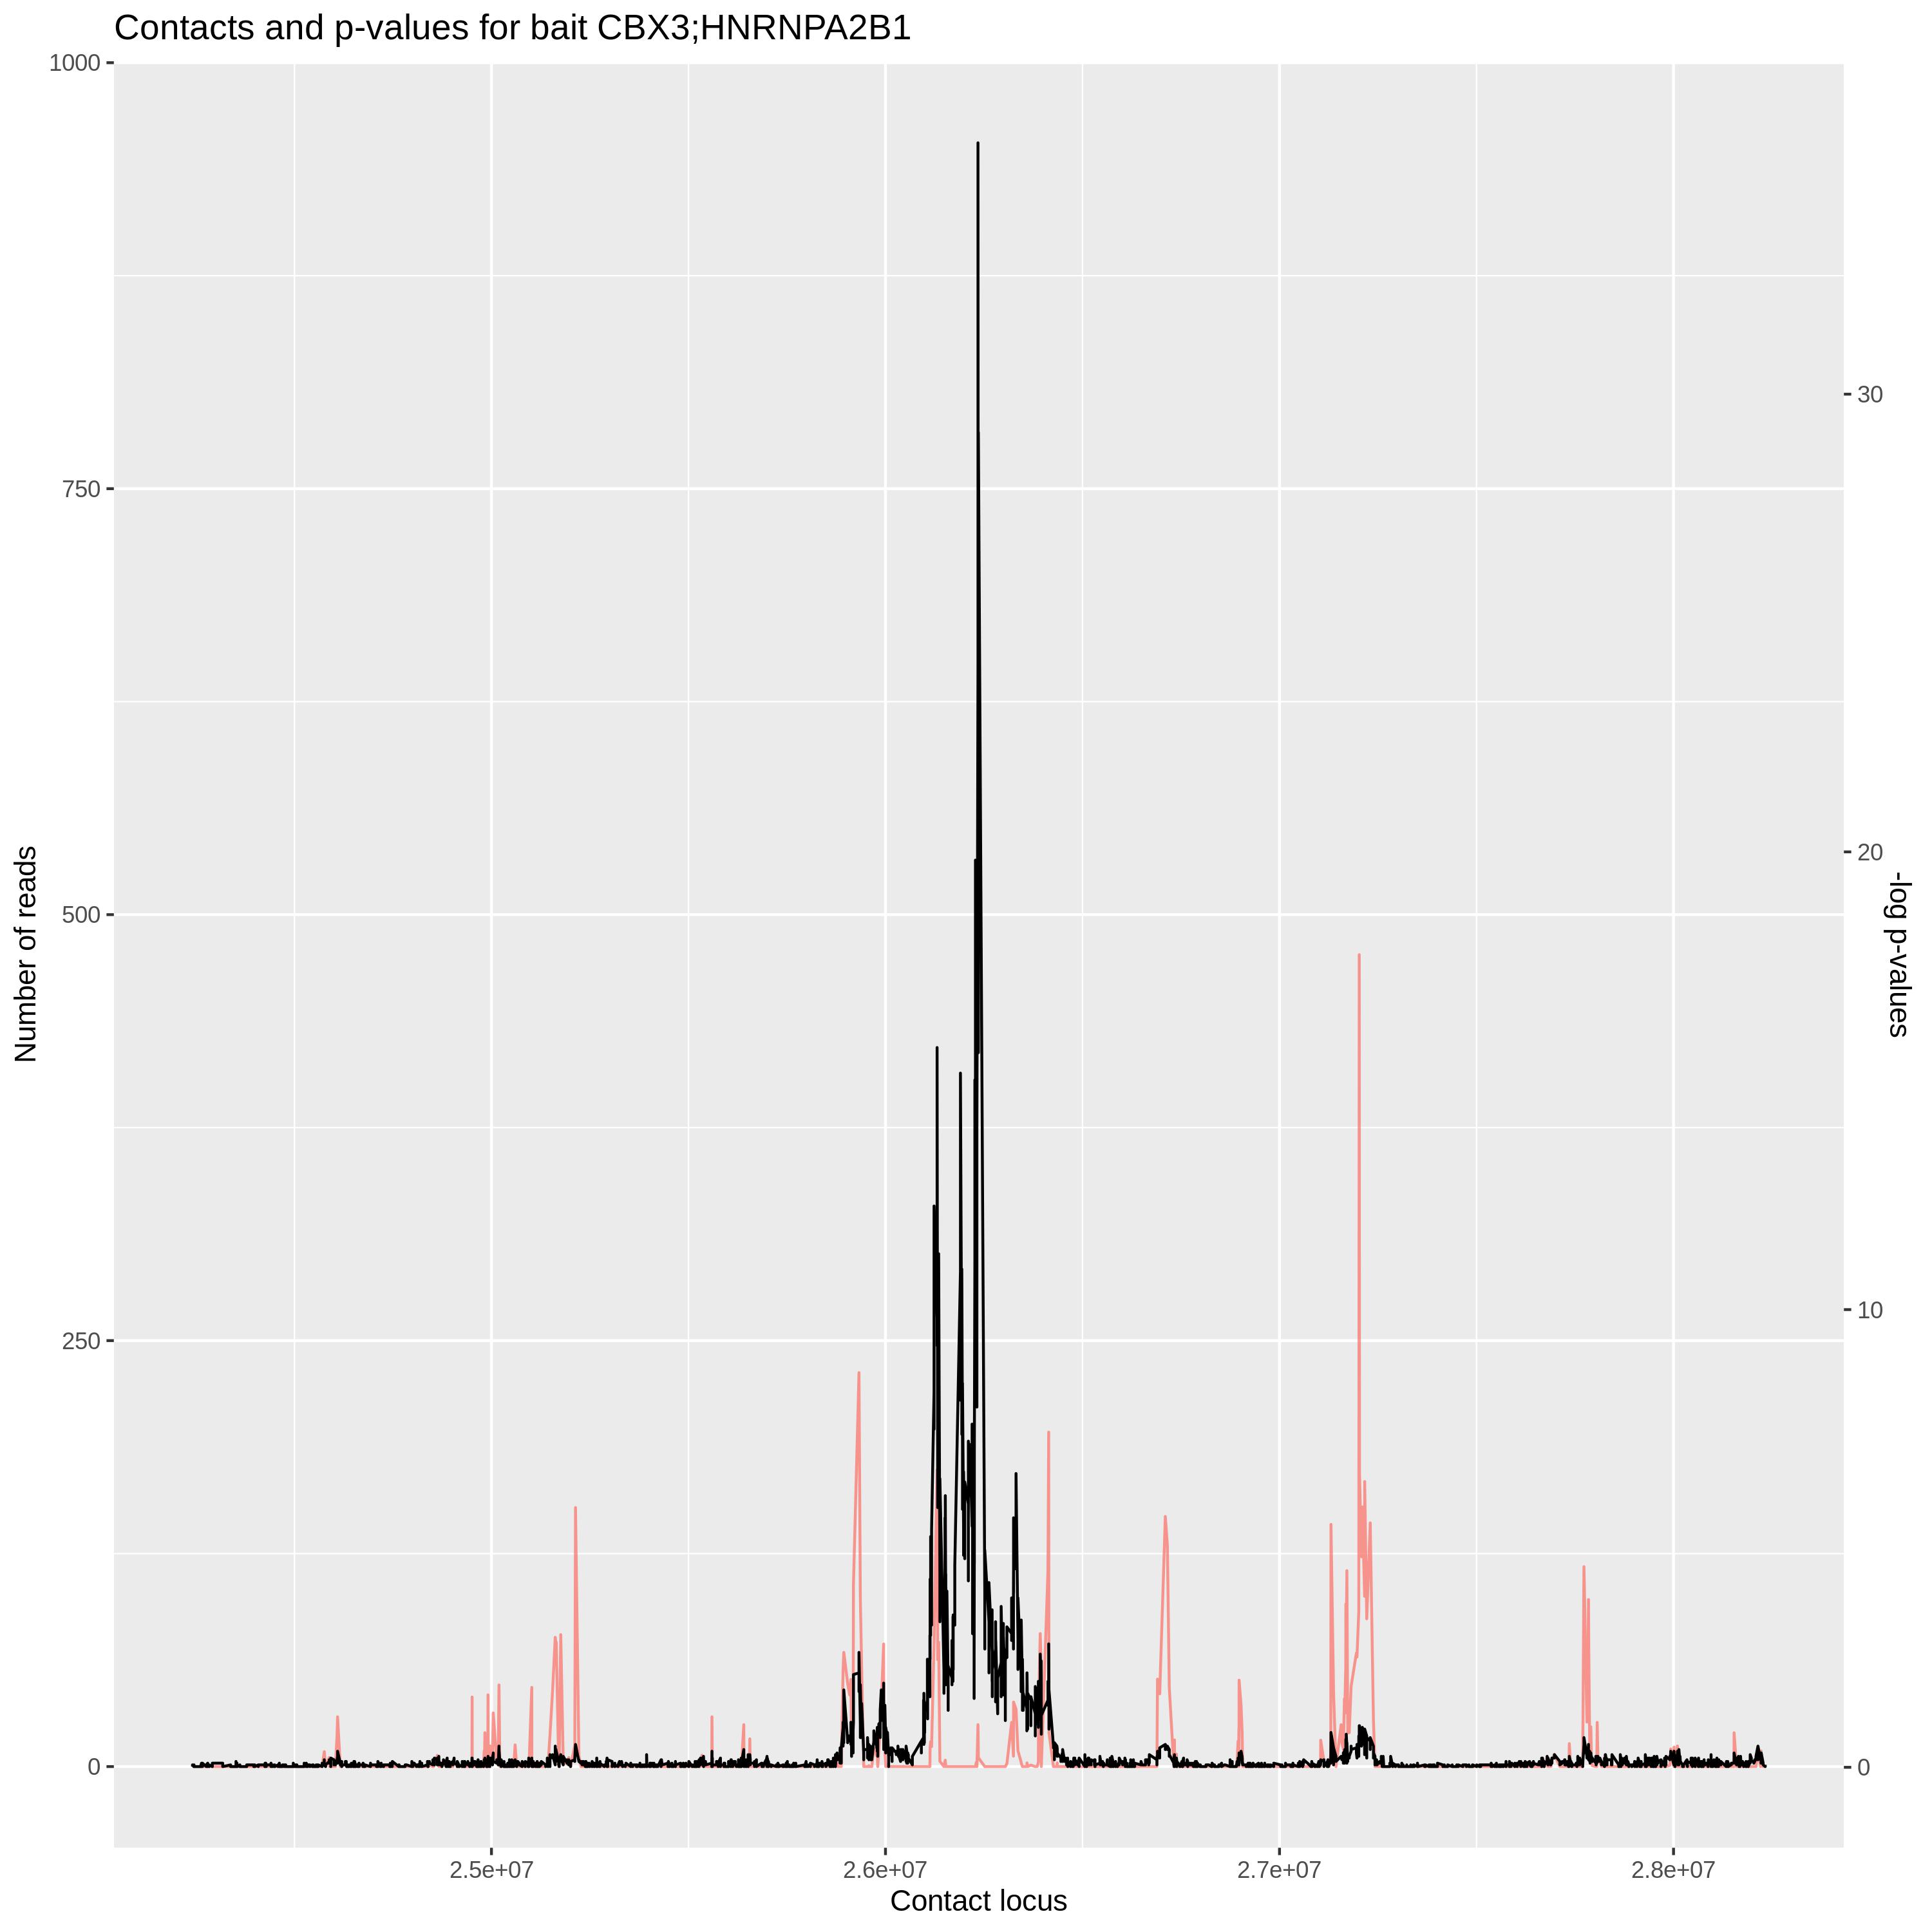 Contacts and p-values for bait CBX3;HNRNPA2B1
1000
750
500
250
0
30
20
10
0
Number of reads
-log p-values
2.5e+07
2.6e+07
2.7e+07
2.8e+07
Contact locus